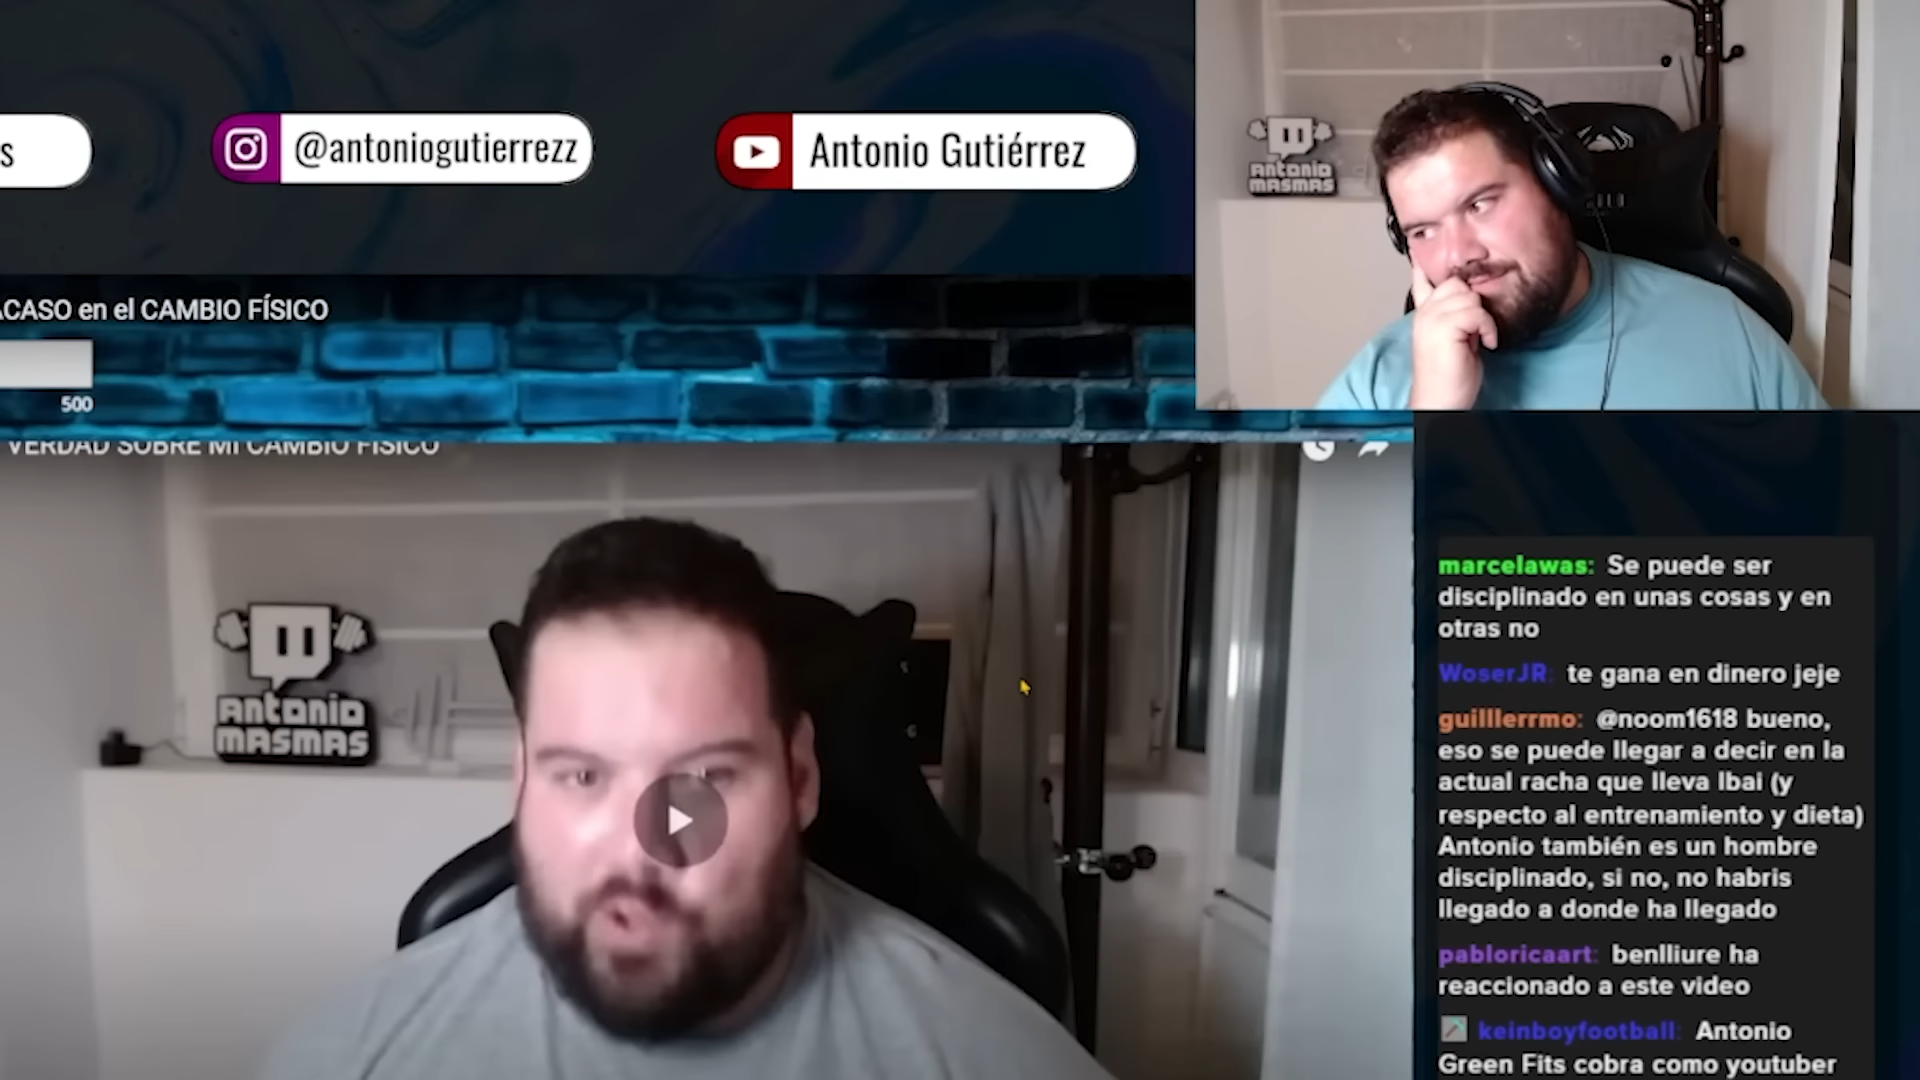 s
@antoniogutierrezz
Antonio Gutiérrez
Antonio
MASMAS
CASO en el CAMBIO FÍSICO
500
VERDAD SOBRE MI CAMBIO FÍSICO
Antonio
MASMAS
marcelawas: Se puede ser
disciplinado en unas cosas y en
otras no
WoserJR: te gana en dinero jeje
guilllerrmo: @noom1618 bueno,
eso se puede llegar a decir en la
actual racha que lleva Ibai (y
respecto al entrenamiento y dieta)
Antonio también es un hombre
disciplinado, si no, no habris
llegado a donde ha llegado
pabloricaart: benlliure ha
reaccionado a este video
keinboyfootball: Antonio
Green Fits cobra como youtuber